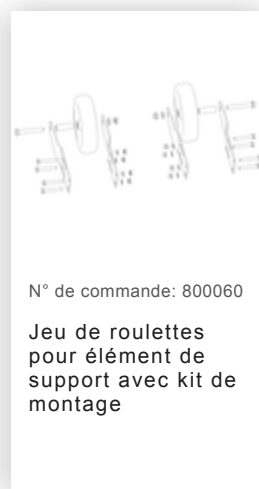 N° de commande: 800060
Jeu de roulettes
pour élément de
support avec kit de
montage